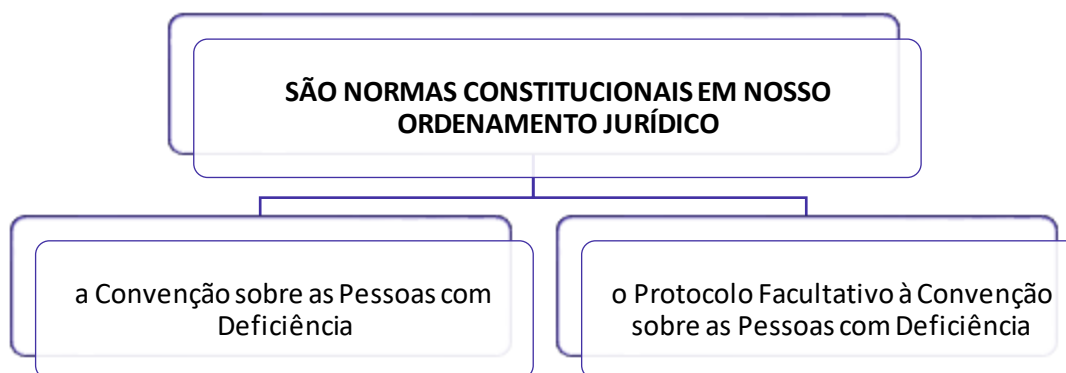 SÃO NORMAS CONSTITUCIONAIS EM NOSSO
ORDENAMENTO JURÍDICO
a Convenção sobre as Pessoas com
Deficiência
o Protocolo Facultativo à Convenção
sobre as Pessoas com Deficiência